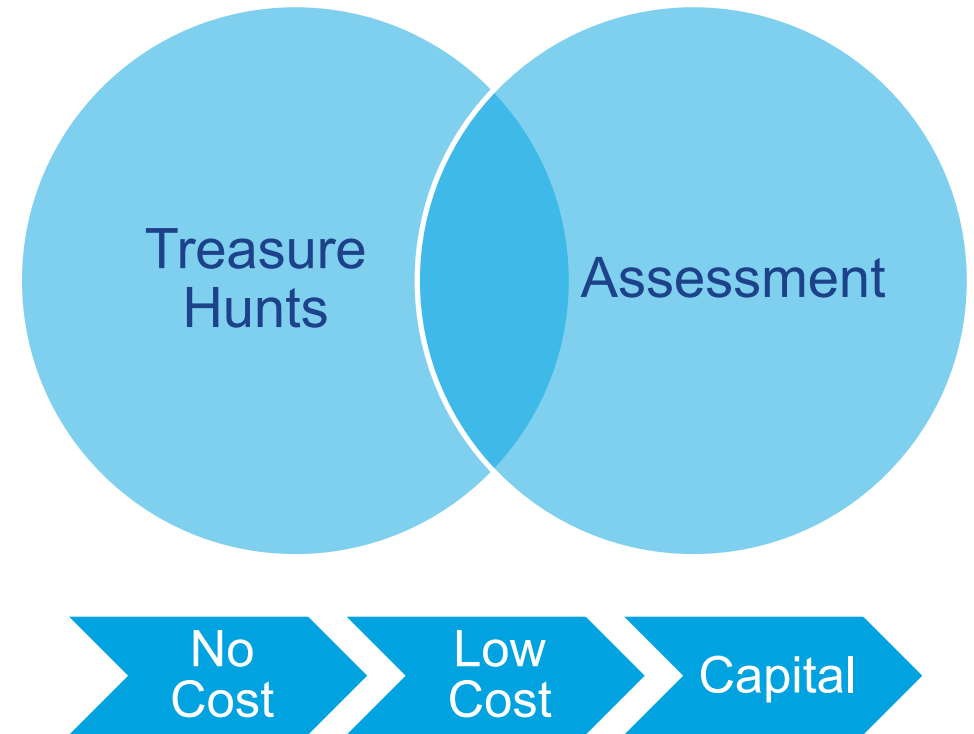 Treasure
Hunts
Assessment
No
Cost
Low
Cost
Capital